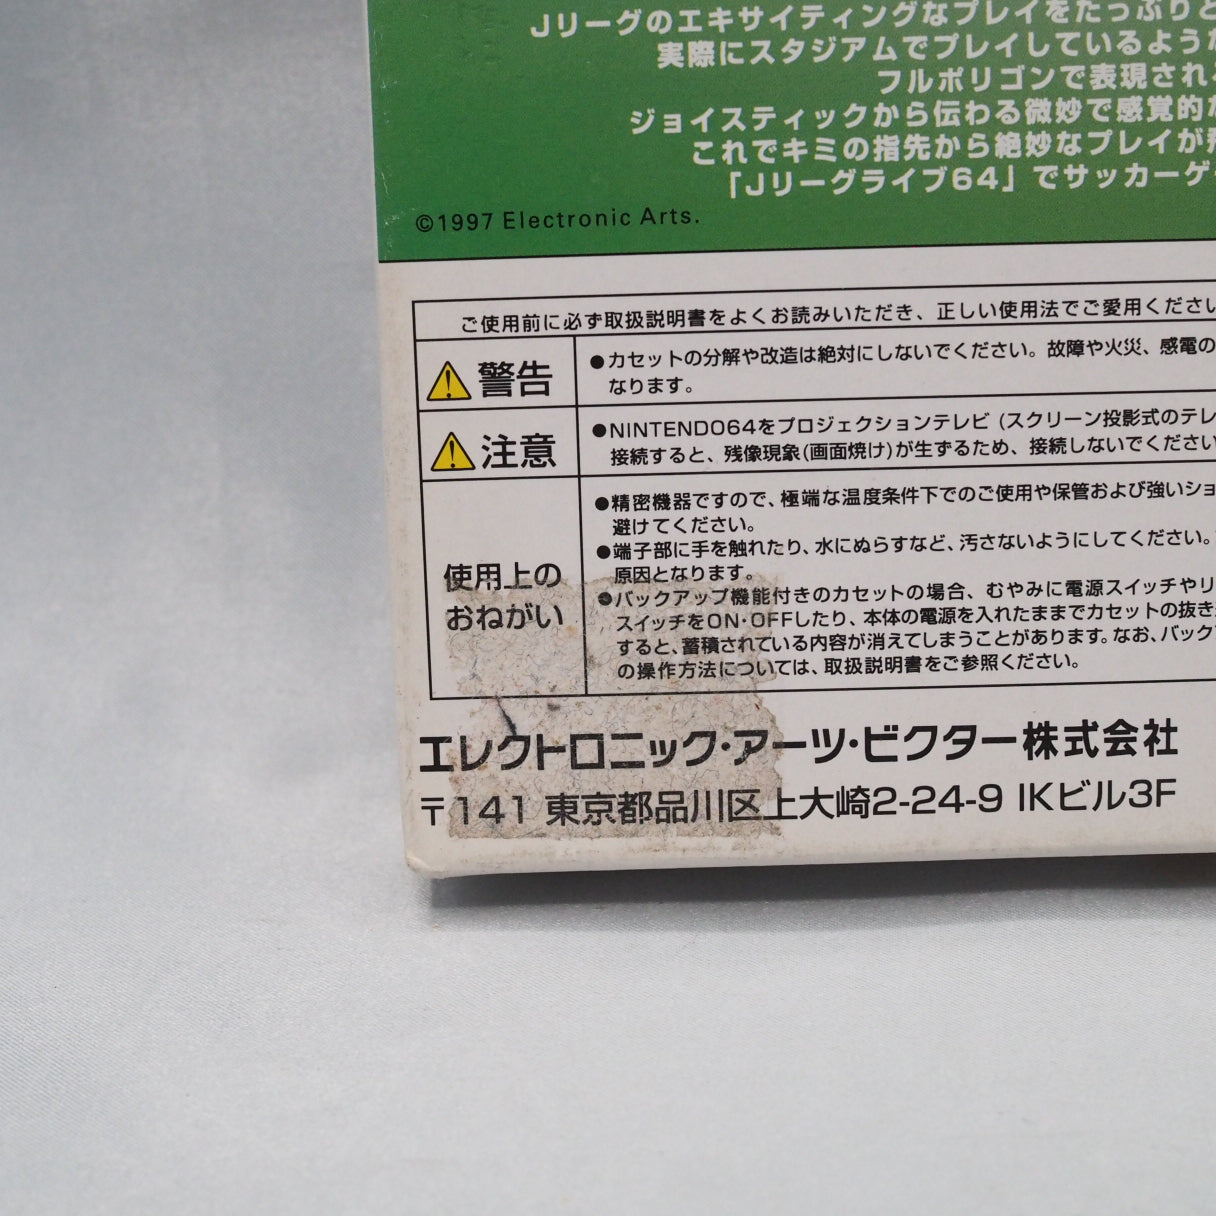 Jリーグのエキサイティングなプレイをたっぷりと
実際にスタジアムでプレイしているような
フルポリゴンで表現され
ジョイスティックから伝わる微妙で感覚的
これでキミの指先から絶妙なプレイが
「Jリーグライブ64」でサッカーゲー
©1997 Electronic Arts.
ご使用前に必ず取扱説明書をよくお読みいただき、正しい使用法でご愛用ください
警告
●カセットの分解や改造は絶対にしないでください。故障や火災、感電の
なります。
注意
●NINTENDO64をプロジェクションテレビ(スクリーン投影式のテレ
接続すると、残像現象(画面焼け)が生ずるため、接続しないでください
使用上の
おねがい
●精密機器ですので、極端な温度条件下でのご使用や保管および強いショ
避けてください。
●端子部に手を触れたり、水にぬらすなど、汚さないようにしてください。
原因となります。
●バックアップ機能付きのカセットの場合、むやみに電源スイッチやリ
スイッチをON・OFFしたり、本体の電源を入れたままでカセットの抜き
すると、蓄積されている内容が消えてしまうことがあります。なお、バック
の操作方法については、取扱説明書をご参照ください。
エレクトロニック・アーツ・ビクター株式会社
〒141 東京都品川区上大崎2-24-9 IKビル3F